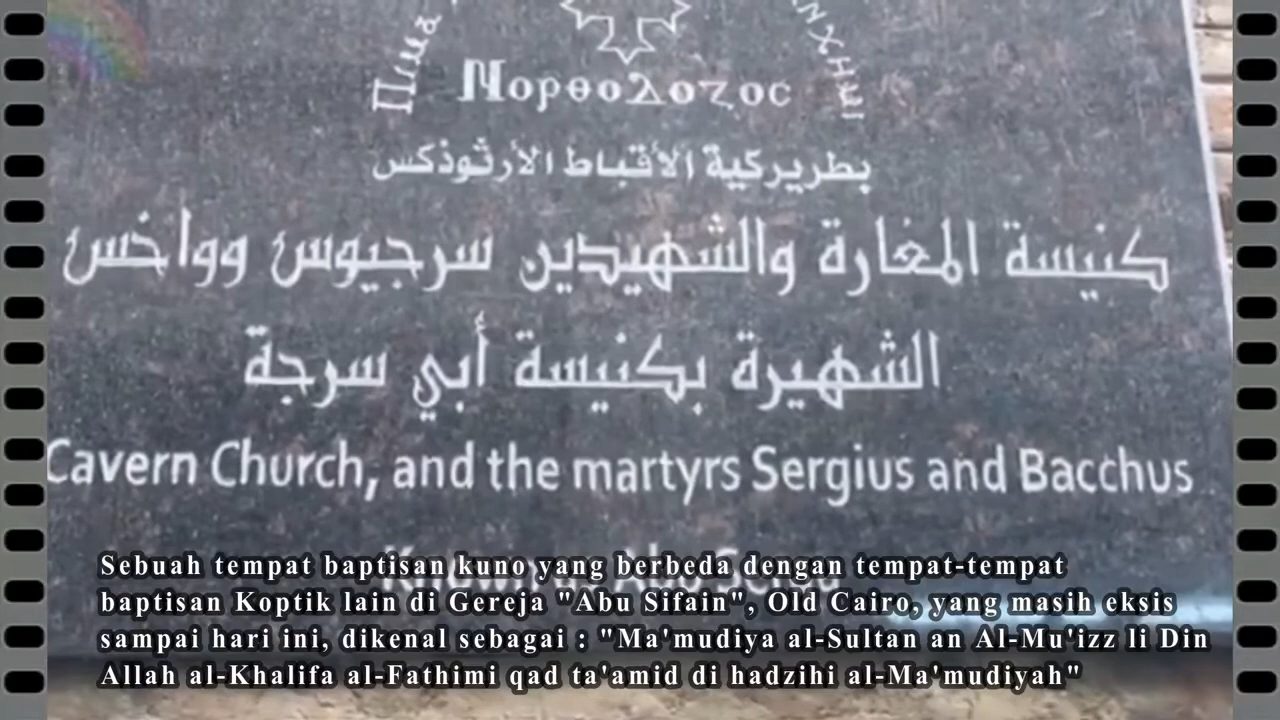 Νορθολοζος
بطريركية الأقباط الأرثوذكس
كنيسة المغارة والشهيدين سرجيوس وواخس
الشهيرة بكنيسة أبي سرجة
Cavern Church, and the martyrs Sergius and Bacchus
Sebuah tempat baptisan kuno yang berbeda dengan tempat-tempat
baptisan Koptik lain di Gereja "Abu Sifain", Old Cairo, yang masih eksis
sampai hari ini, dikenal sebagai : "Ma'mudiya al-Sultan an Al-Mu'izz li Din
Allah al-Khalifa al-Fathimi qad ta'amid di hadzihi al-Ma'mudiyah"